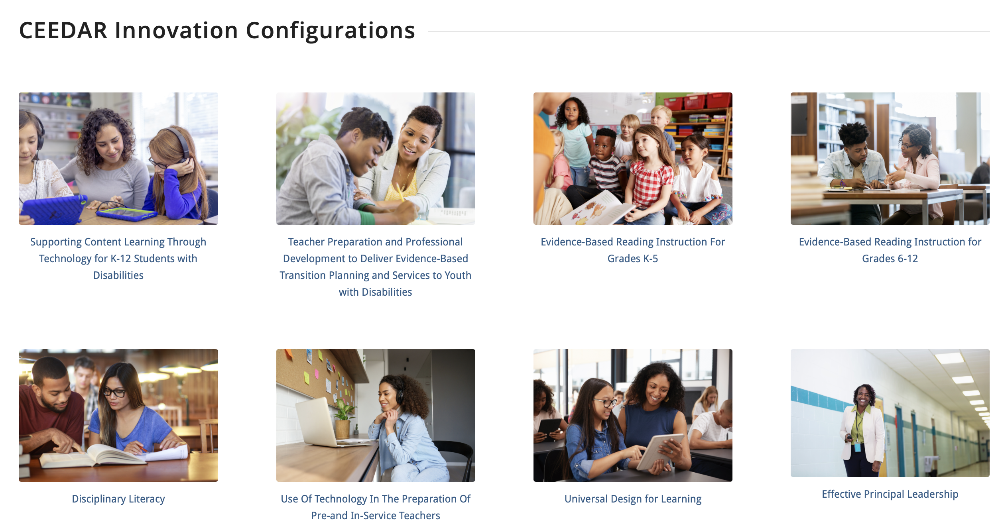 CEEDAR Innovation Configurations
Supporting Content Learning Through
Technology for K-12 Students with
Disabilities
Teacher Preparation and Professional
Development to Deliver Evidence-Based
Transition Planning and Services to Youth
with Disabilities
Evidence-Based Reading Instruction For
Grades K-5
Evidence-Based Reading Instruction for
Grades 6-12
Disciplinary Literacy
Use Of Technology In The Preparation Of
Pre-and In-Service Teachers
Universal Design for Learning
Effective Principal Leadership